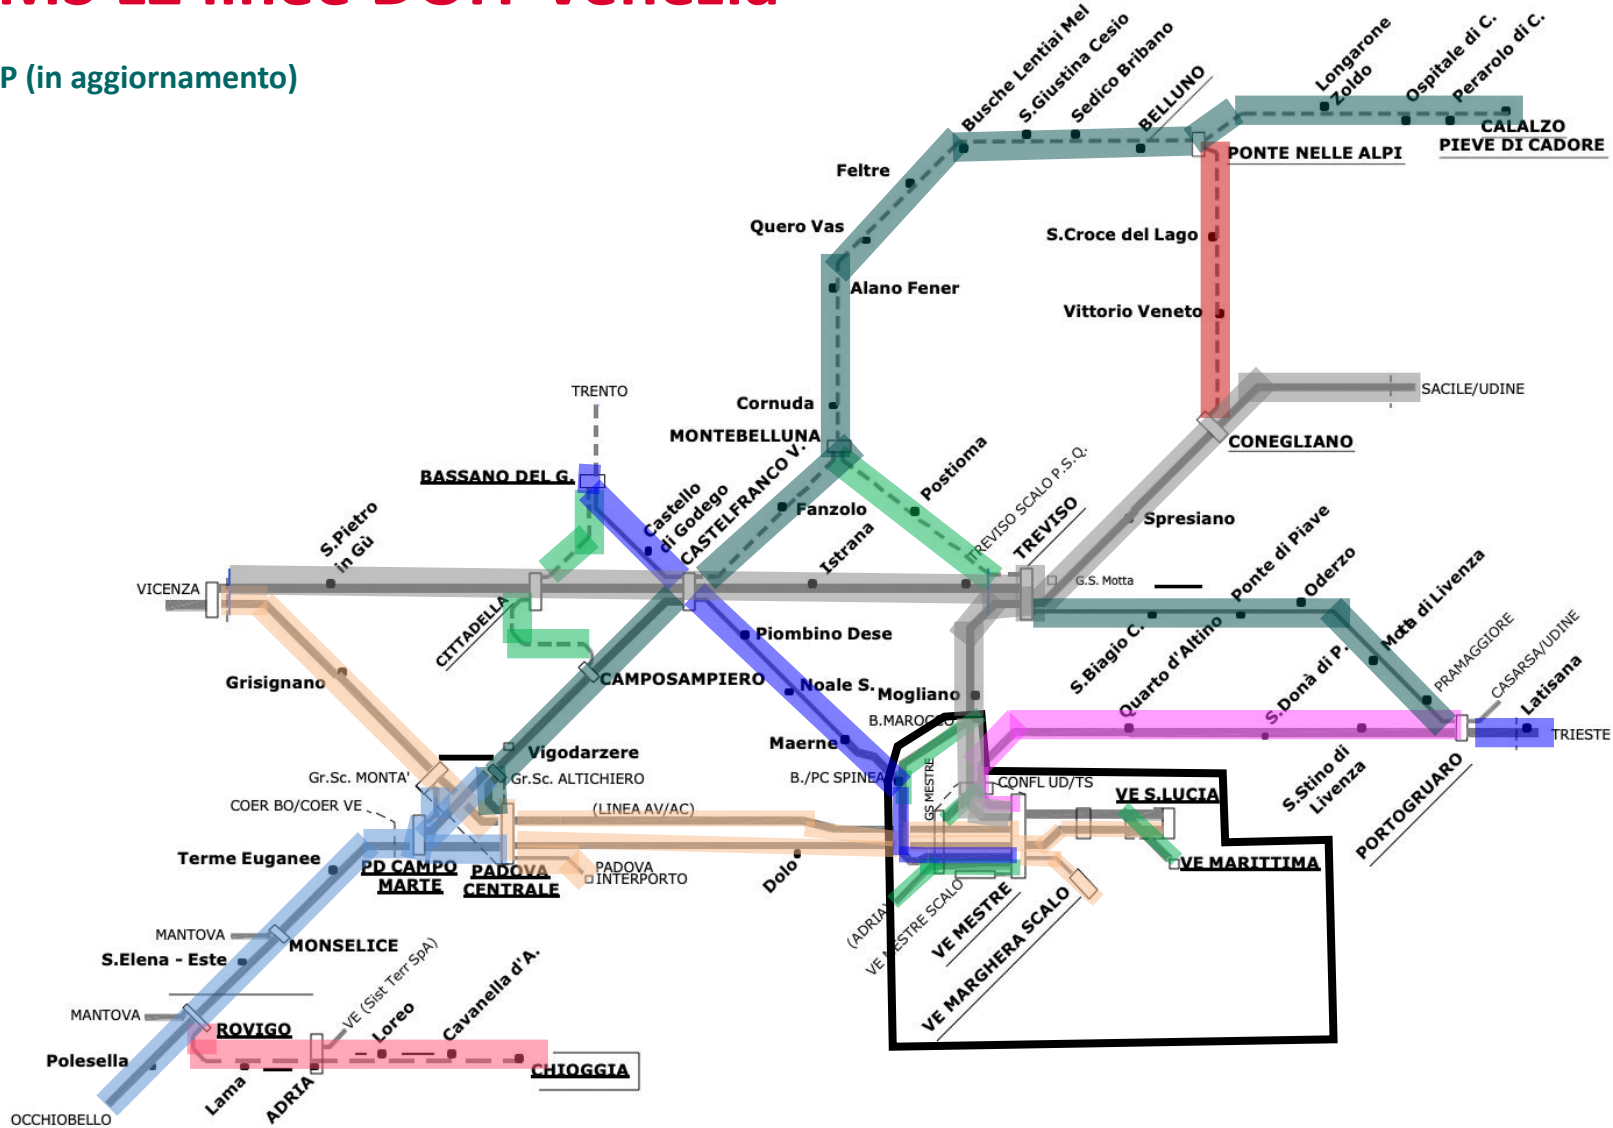 MS L2 linee DOIT Venezia
P (in aggiornamento)
Busche Lentiai Mel
S.Giustina Cesio
Sedico Bribano
BELLUNO
Longarone
Zoldo
Ospitale di C.
Perarolo di C.
CALALZO
PIEVE DI CADORE
PONTE NELLE ALPI
Feltre
Quero Vas
S.Croce del Lago
Alano Fener
Vittorio Veneto
TRENTO
Cornuda
SACILE/UDINE
MONTEBELLUNA
CONEGLIANO
BASSANO DEL G.
Castello
di Godego
CASTELFRANCO V.
Postioma
TREVISO SCALO P.S.Q.
TREVISO
S.Pietro
in Gù
Fanzolo
Istrana
Spresiano
Ponte di Piave
Oderzo
VICENZA
G.S. Motta
CITTADELLA
Piombino Dese
S.Biagio C.
Quarto d'Altino
S.Donà di P.
di Livenza
PRAMAGGIORE
CASARSA/UDINE
Latisana
Grisignano
CAMPOSAMPIERO
Noale S.
Mogliano
B.MAROCCO
Maerne
TRIESTE
Vigodarzere
Gr.Sc. MONTA'
Gr.Sc. ALTICHIERO
B./PC SPINEA
GS MESTRE
CONFL UD/TS
VE S.LUCIA
S.Stino di
Livenza
PORTOGRUARO
COER BO/COER VE
(LINEA AV/AC)
Terme Euganee
PD CAMPO
MARTE
PADOVA
CENTRALE
PADOVA
INTERPORTO
Dolo
VE MARITTIMA
(ADRIA)
VE MESTRE SCALO
VE MESTRE
VE MARGHERA SCALO
MANTOVA
MONSELICE
S.Elena - Este
MANTOVA
ROVIGO
VE (Sist Terr SpA)
Loreo
Cavanella d'A.
Polesella
Lama
ADRIA
CHIOGGIA
OCCHIOBELLO